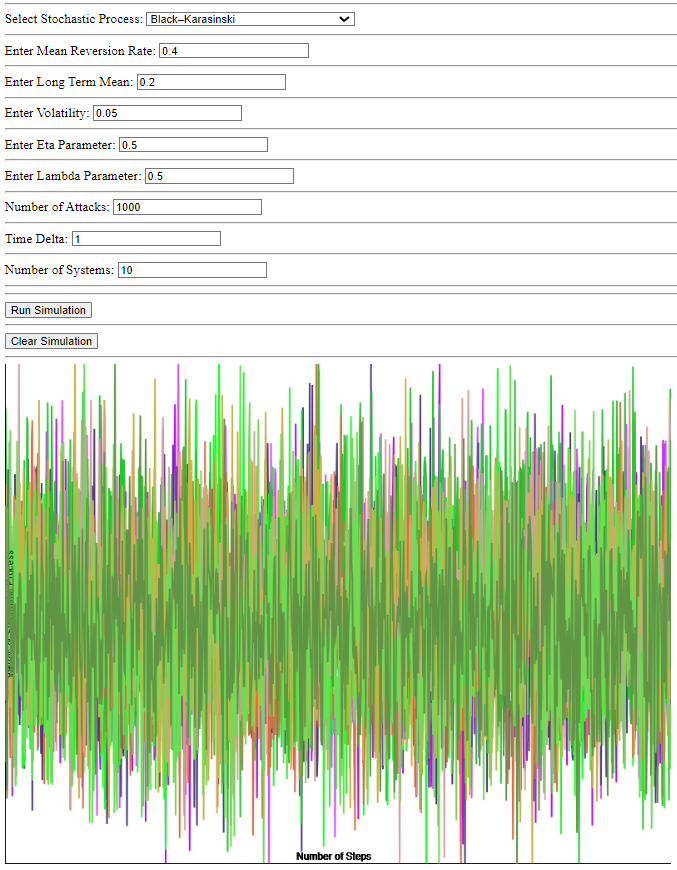 Select Stochastic Process: Black–Karasinski
Enter Mean Reversion Rate: 0.4
Enter Long Term Mean: 0.2
Enter Volatility: 0.05
Enter Eta Parameter: 0.5
Enter Lambda Parameter: 0.5
Number of Attacks: 1000
Time Delta: 1
Number of Systems: 10
Run Simulation
Clear Simulation
Process
Number of Steps